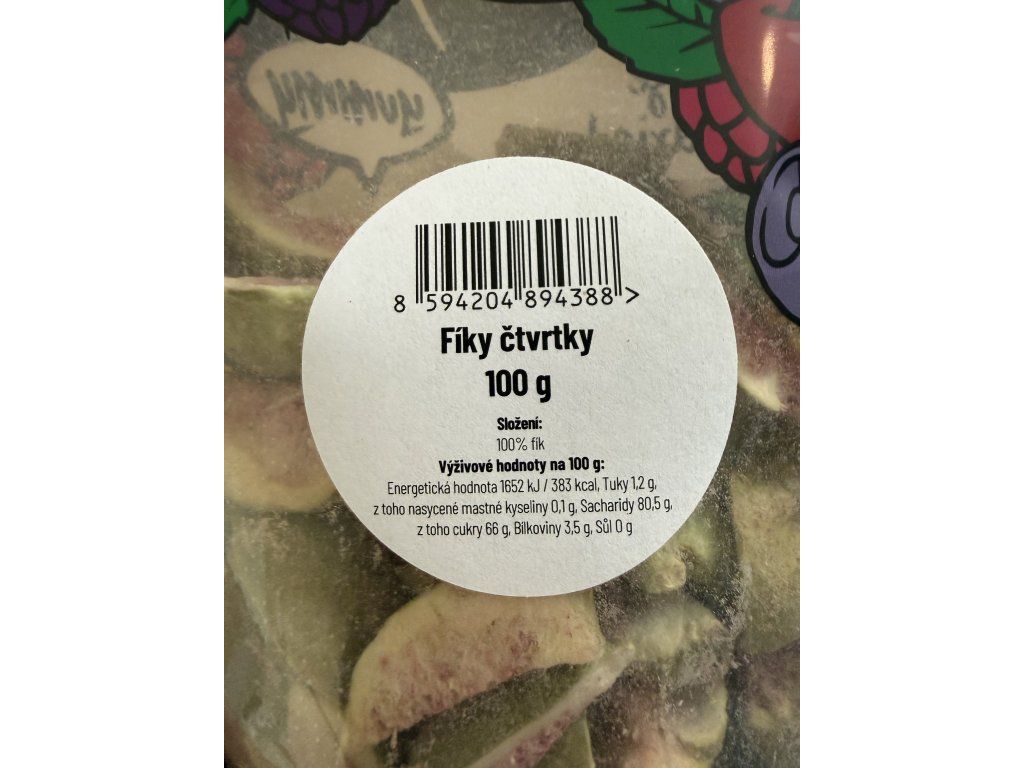 yummy
8 594204 894388 >
Fíky čtvrtky
100 g
Složení:
100% fík
Výživové hodnoty na 100 g:
Energetická hodnota 1652 kJ / 383 kcal, Tuky 1,2 g,
z toho nasycené mastné kyseliny 0,1 g, Sacharidy 80,5 g,
z toho cukry 66 g, Bílkoviny 3,5 g, Sůl 0 g